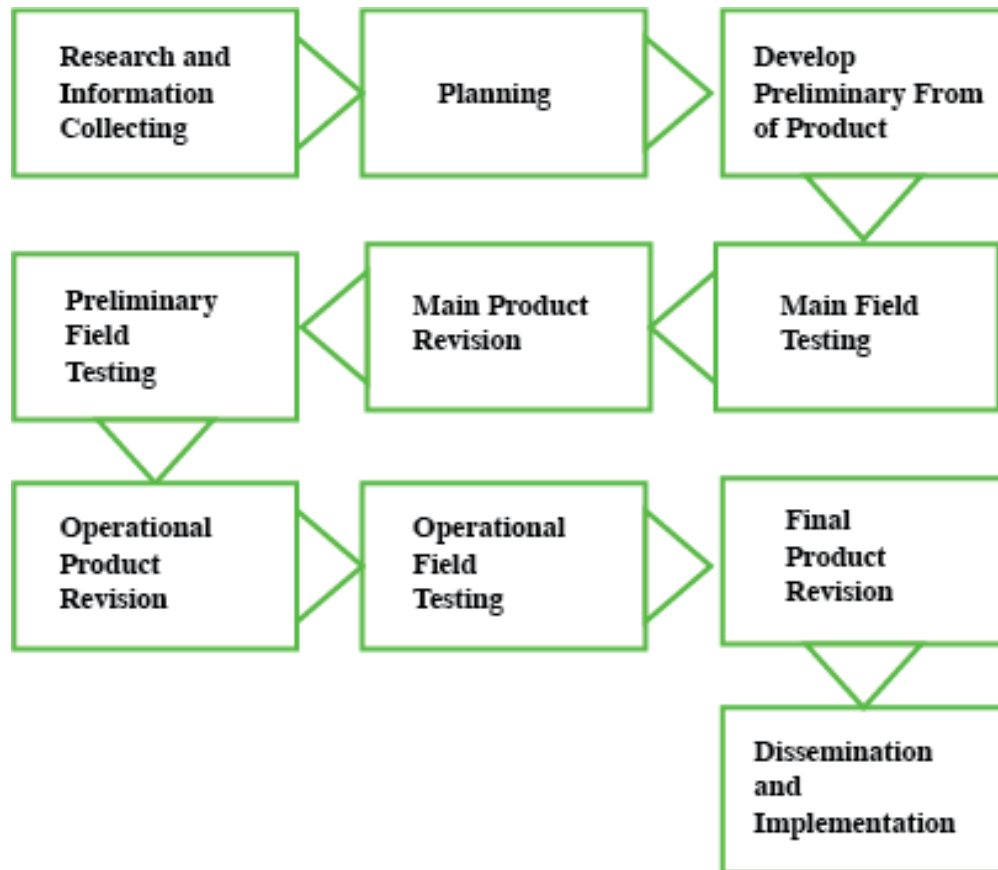 Research and
Information
Collecting
Planning
Develop
Preliminary From
of Product
Main Field
Testing
Main Product
Revision
Preliminary
Field
Testing
Operational
Product
Revision
Operational
Field
Testing
Final
Product
Revision
Dissemination
and
Implementation